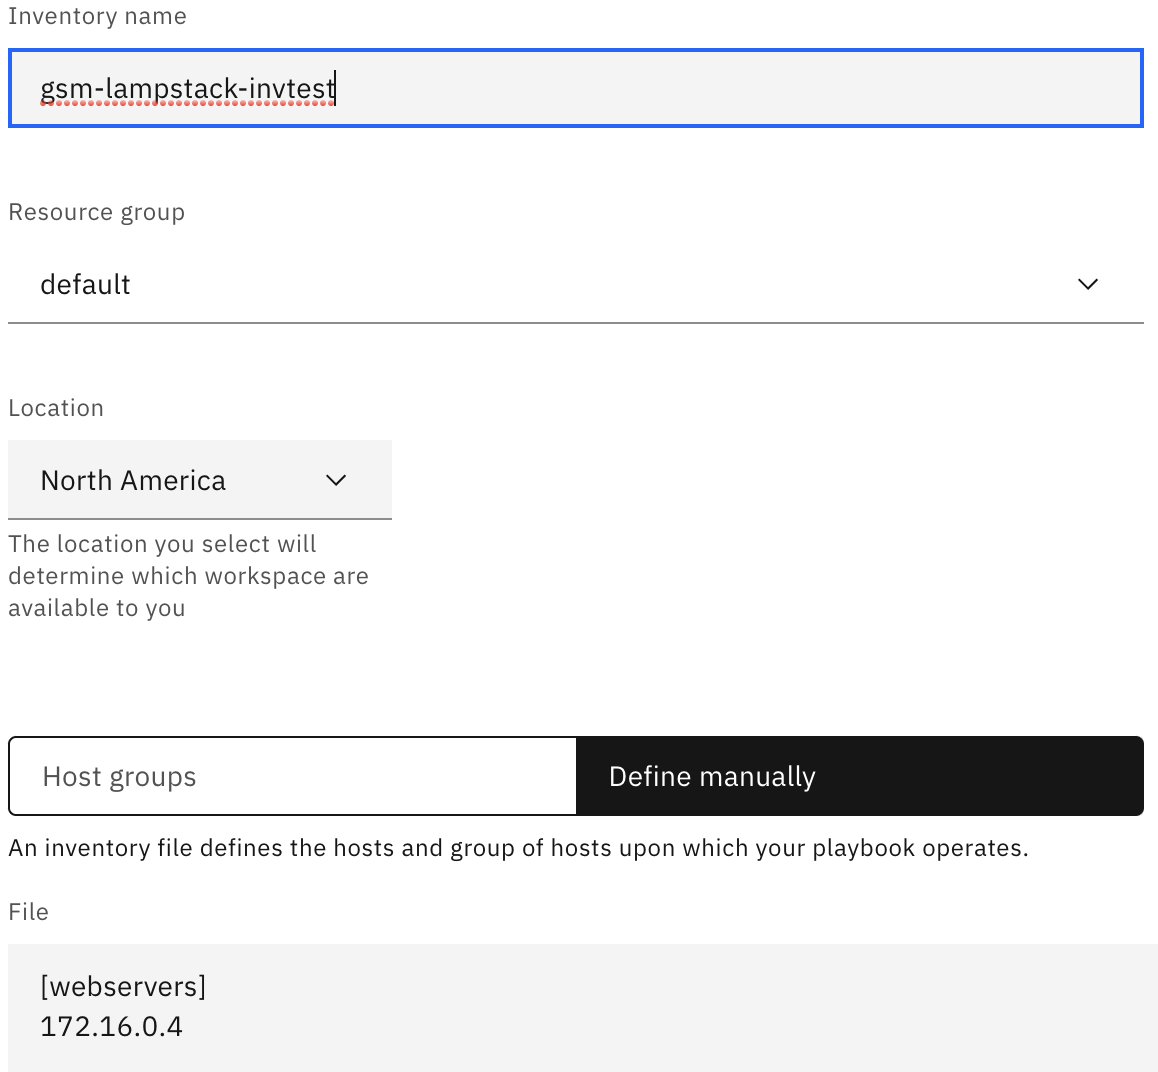 Inventory name
gsm-lampstack-invtest
Resource group
default
Location
North America
The location you select will
determine which workspace are
available to you
Host groups
Define manually
An inventory file defines the hosts and group of hosts upon which your playbook operates.
File
[webservers]
172.16.0.4